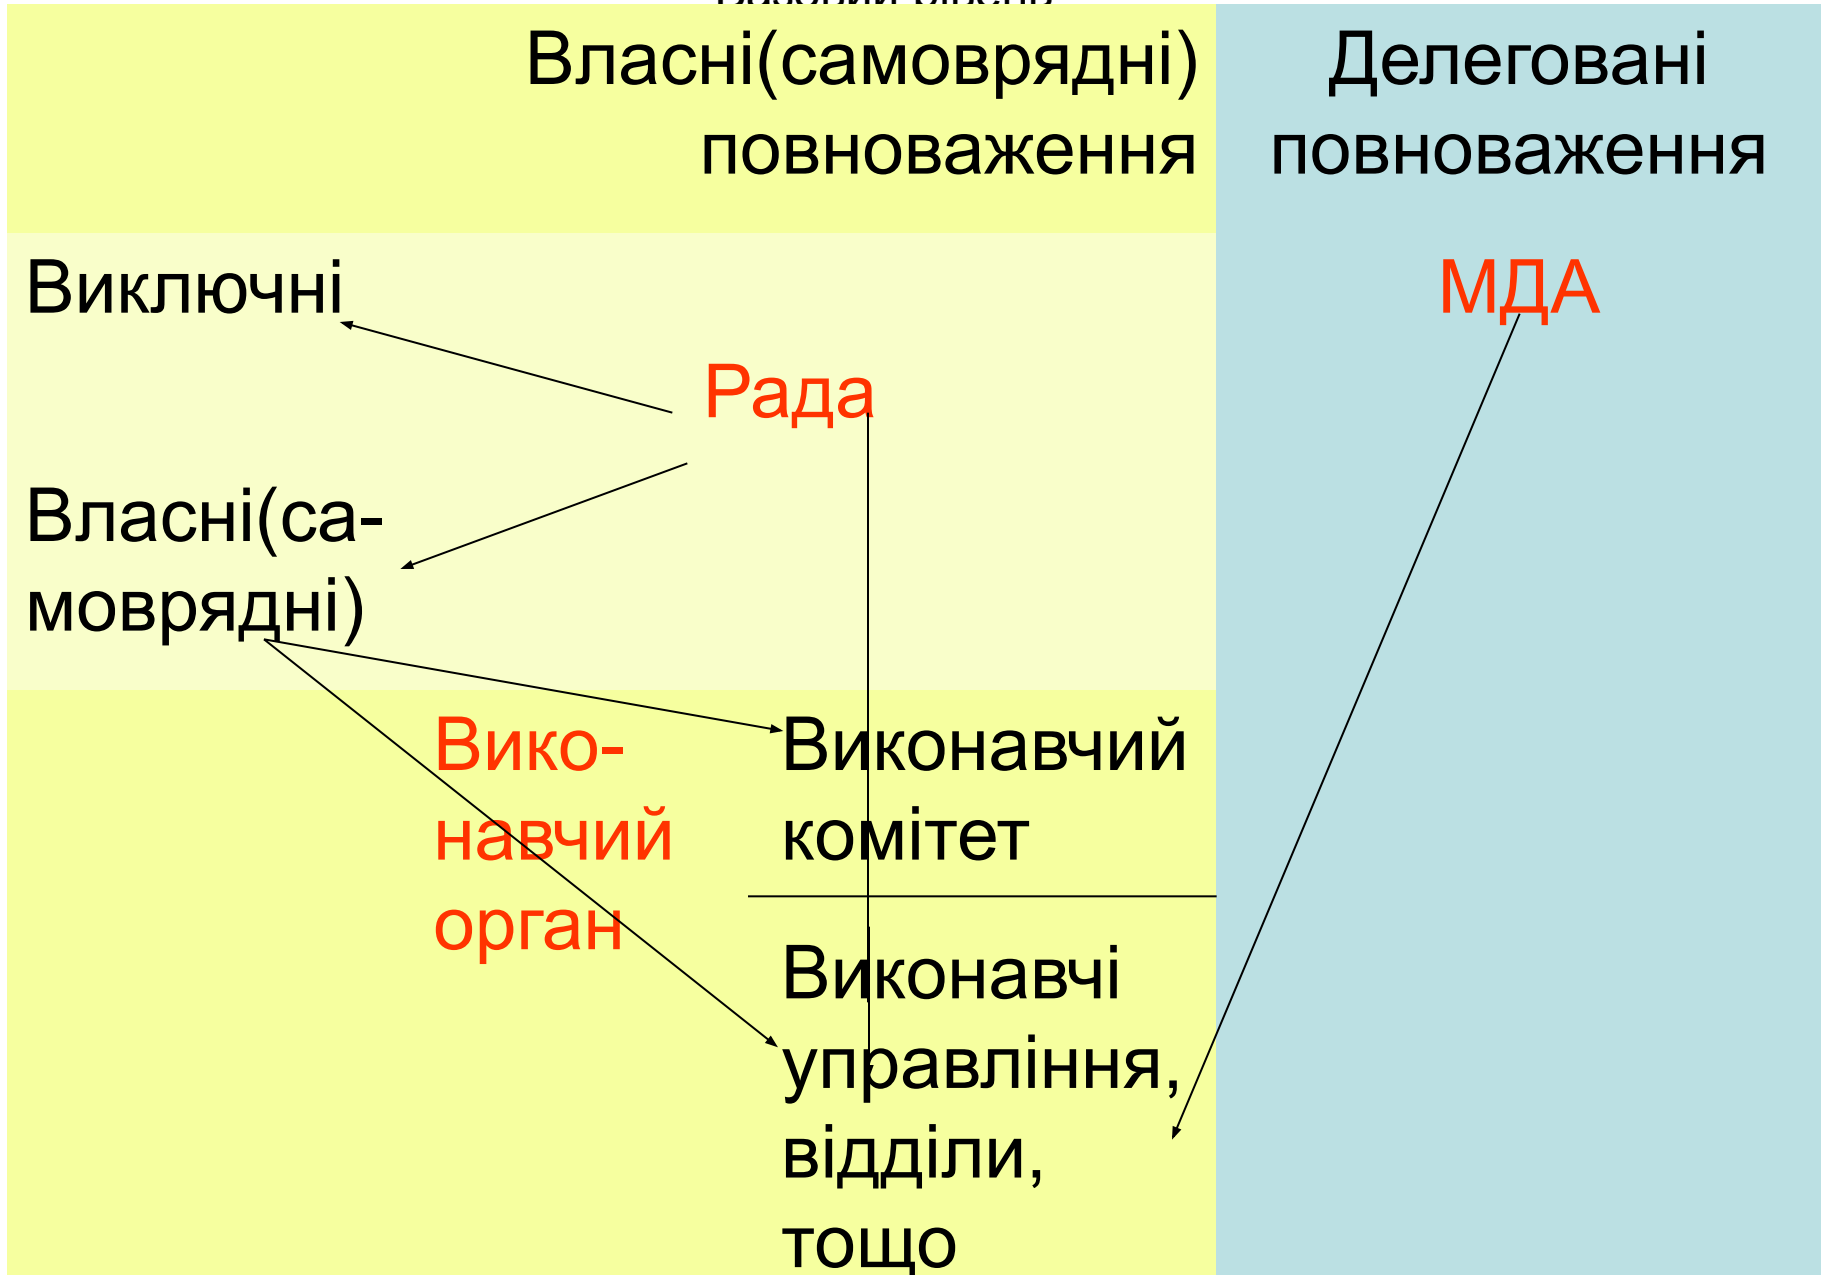 Власні(самоврядні)
повноваження
Делеговані
повноваження
Виключні
МДА
Рада
Власні(са-
моврядні)
Вико-
навчий
орган
Виконавчий
комітет
Виконавчі
управління,
відділи,
тощо